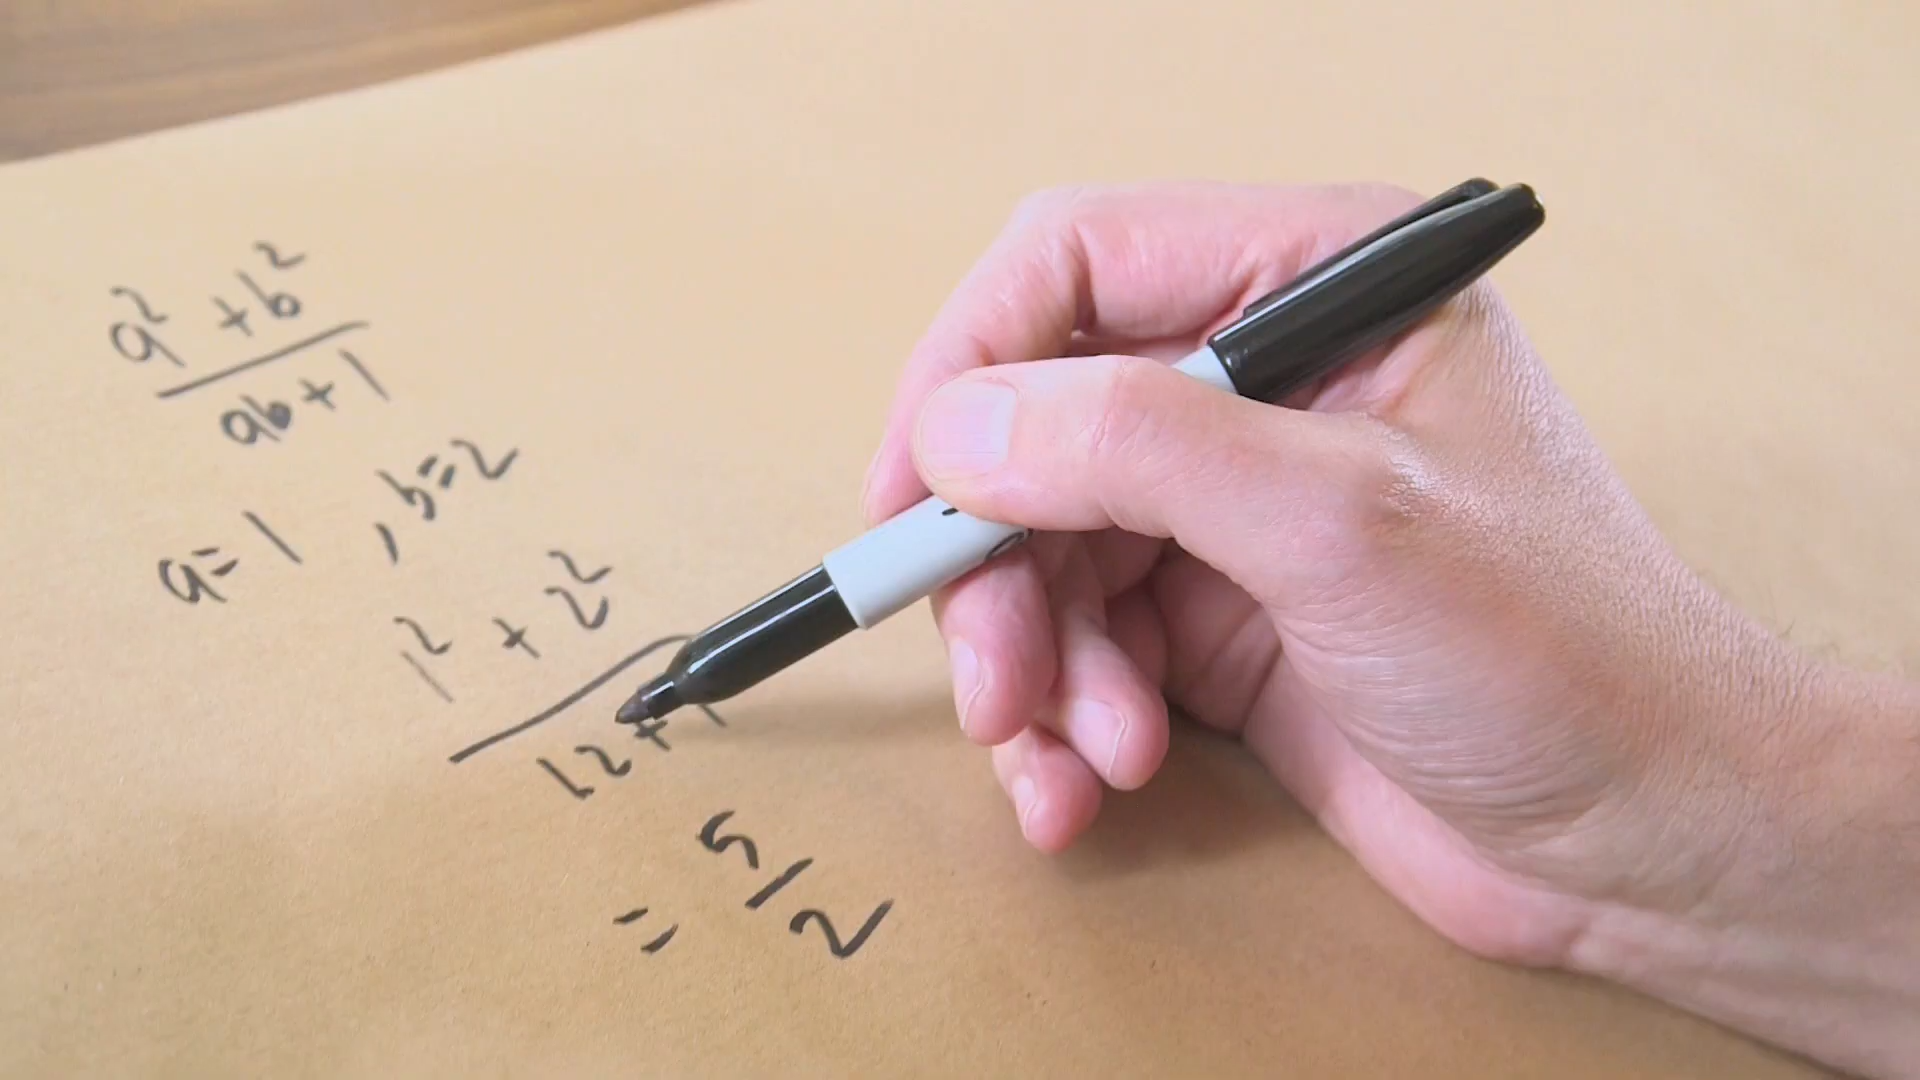 a² + b²
ab + 1
a = 1 , b = 2
1² + 2²
12 + 1
= 5/2